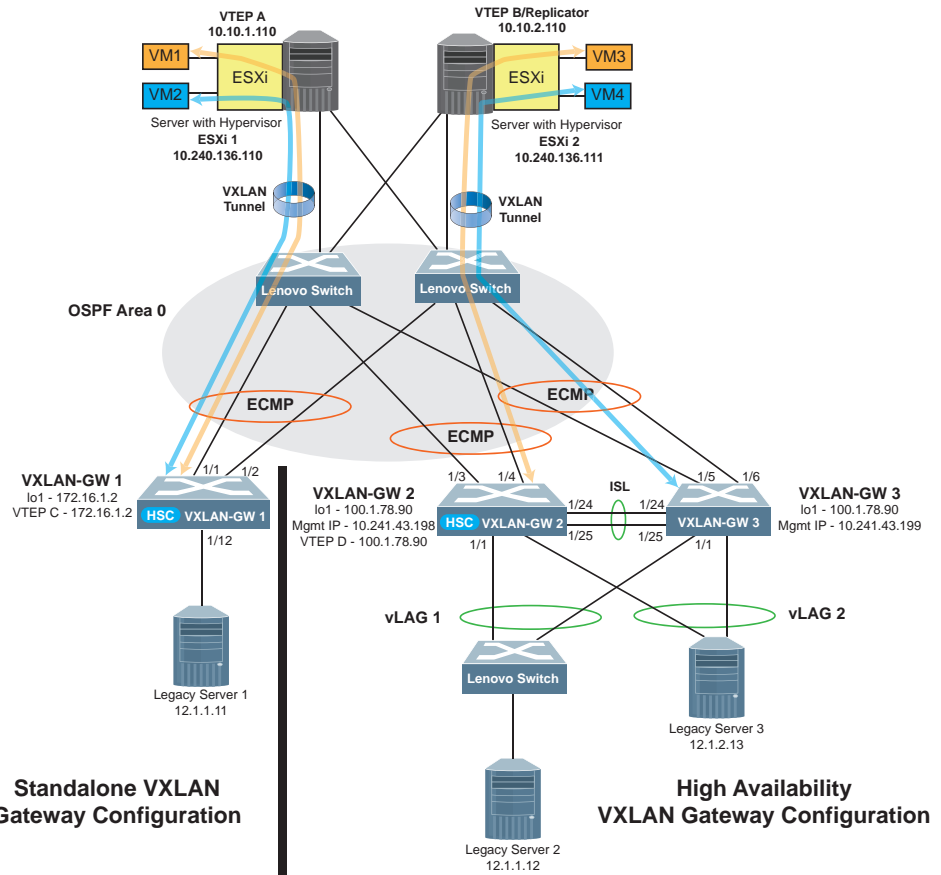 VTEP A
10.10.1.110
VTEP B/Replicator
10.10.2.110
VM1
VM2
ESXi
ESXi
VM3
VM4
Server with Hypervisor
ESXi 1
10.240.136.110
Server with Hypervisor
ESXi 2
10.240.136.111
VXLAN
Tunnel
VXLAN
Tunnel
Lenovo Switch
Lenovo Switch
OSPF Area 0
ECMP
ECMP
ECMP
VXLAN-GW 1
lo1 - 172.16.1.2
VTEP C - 172.16.1.2
1/1
1/2
HSC VXLAN-GW 1
1/12
Legacy Server 1
12.1.1.11
VXLAN-GW 2
lo1 - 100.1.78.90
Mgmt IP - 10.241.43.198
VTEP D - 100.1.78.90
1/3
1/4
HSC VXLAN-GW 2
1/1
ISL
1/24
1/24
1/25
1/25
1/5
1/6
VXLAN-GW 3
1/1
VXLAN-GW 3
lo1 - 100.1.78.90
Mgmt IP - 10.241.43.199
vLAG 1
vLAG 2
Lenovo Switch
Legacy Server 3
12.1.2.13
Legacy Server 2
12.1.1.12
Standalone VXLAN
Gateway Configuration
High Availability
VXLAN Gateway Configuration